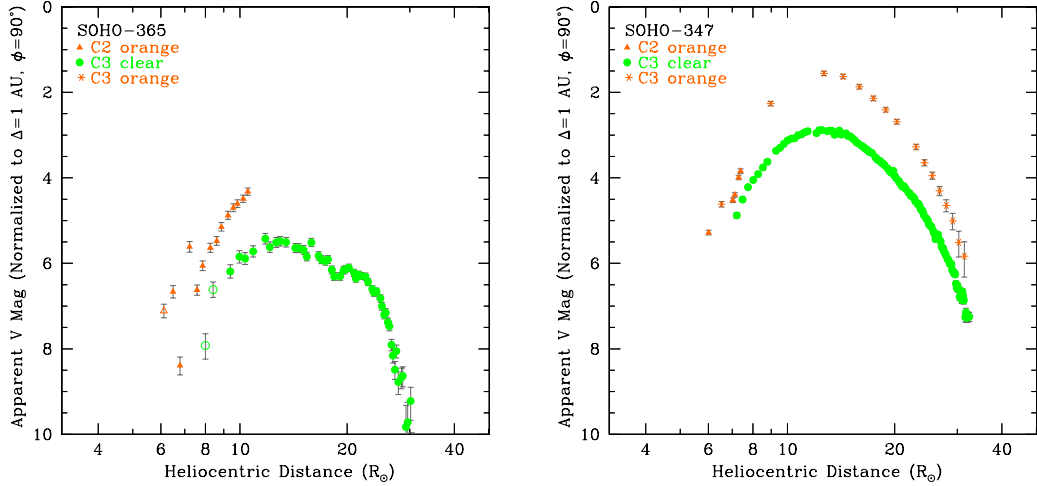 SOHO-365
C2 orange
C3 clear
C3 orange
Apparent V Mag (Normalized to Δ=1 AU, ϕ=90°)
0
2
4
6
8
10
4 6 8 10 20 40
Heliocentric Distance (R☉)
SOHO-347
C2 orange
C3 clear
C3 orange
Apparent V Mag (Normalized to Δ=1 AU, ϕ=90°)
0
2
4
6
8
10
4 6 8 10 20 40
Heliocentric Distance (R☉)